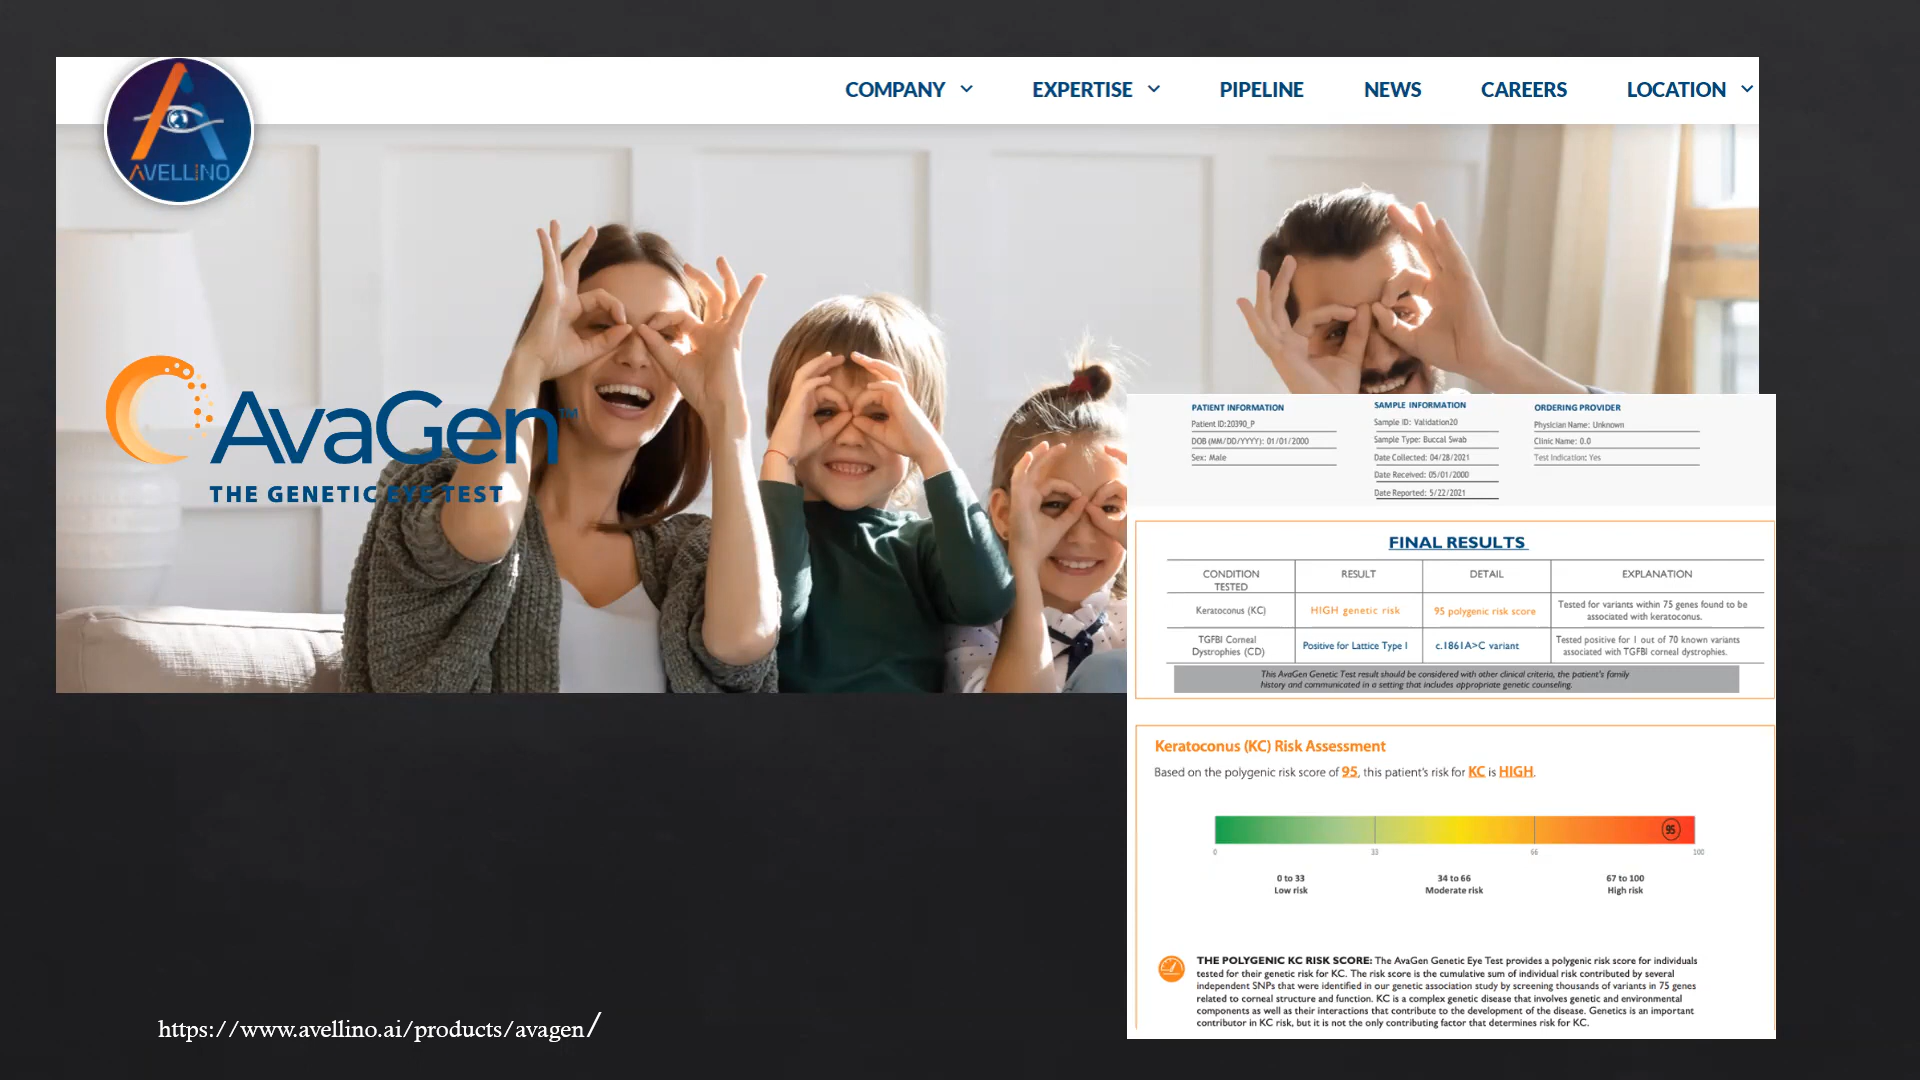 COMPANY EXPERTISE PIPELINE NEWS CAREERS LOCATION
AVELLINO
AvaGen™
THE GENETIC EYE TEST
PATIENT INFORMATION
Patient ID:20390_P
DOB (MM/DD/YYYY): 01/01/2000
Sex: Male
SAMPLE INFORMATION
Sample ID: Validation20
Sample Type: Buccal Swab
Date Collected: 04/28/2021
Date Received: 05/01/2000
Date Reported: 5/22/2021
ORDERING PROVIDER
Physician Name: Unknown
Clinic Name: 0.0
Test Indication: Yes
FINAL RESULTS
CONDITION
TESTED
RESULT
DETAIL
EXPLANATION
Keratoconus (KC)
HIGH genetic risk
95 polygenic risk score
Tested for variants within 75 genes found to be
associated with keratoconus.
TGFBI Corneal
Dystrophies (CD)
Positive for Lattice Type I
c.1861A>C variant
Tested positive for 1 out of 70 known variants
associated with TGFBI corneal dystrophies.
This AvaGen Genetic Test result should be considered with other clinical criteria, the patient's family
history and communicated in a setting that includes appropriate genetic counseling.
Keratoconus (KC) Risk Assessment
Based on the polygenic risk score of 95, this patient's risk for KC is HIGH.
95
0 33 66 100
0 to 33
Low risk
34 to 66
Moderate risk
67 to 100
High risk
THE POLYGENIC KC RISK SCORE: The AvaGen Genetic Eye Test provides a polygenic risk score for individuals
tested for their genetic risk for KC. The risk score is the cumulative sum of individual risk contributed by several
independent SNPs that were identified in our genetic association study by screening thousands of variants in 75 genes
related to corneal structure and function. KC is a complex genetic disease that involves genetic and environmental
components as well as their interactions that contribute to the development of the disease. Genetics is an important
contributor in KC risk, but it is not the only contributing factor that determines risk for KC.
https://www.avellino.ai/products/avagen/